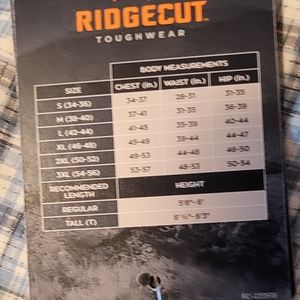 RIDGECUT
TOUGHWEAR
BODY MEASUREMENTS
SIZE CHEST (in.) WAIST (in.) HIP (in.)
S (34-36) 34-37 28-31 31-35
M (38-40) 37-41 31-35 36-39
L (42-44) 41-45 35-39 40-44
XL (46-48) 45-49 39-44 44-47
2XL (50-52) 49-53 44-48 48-50
3XL (54-56) 53-57 48-53 50-54
RECOMMENDED LENGTH HEIGHT
REGULAR 5'8"-6'
TALL (T) 6'½"-6'3"